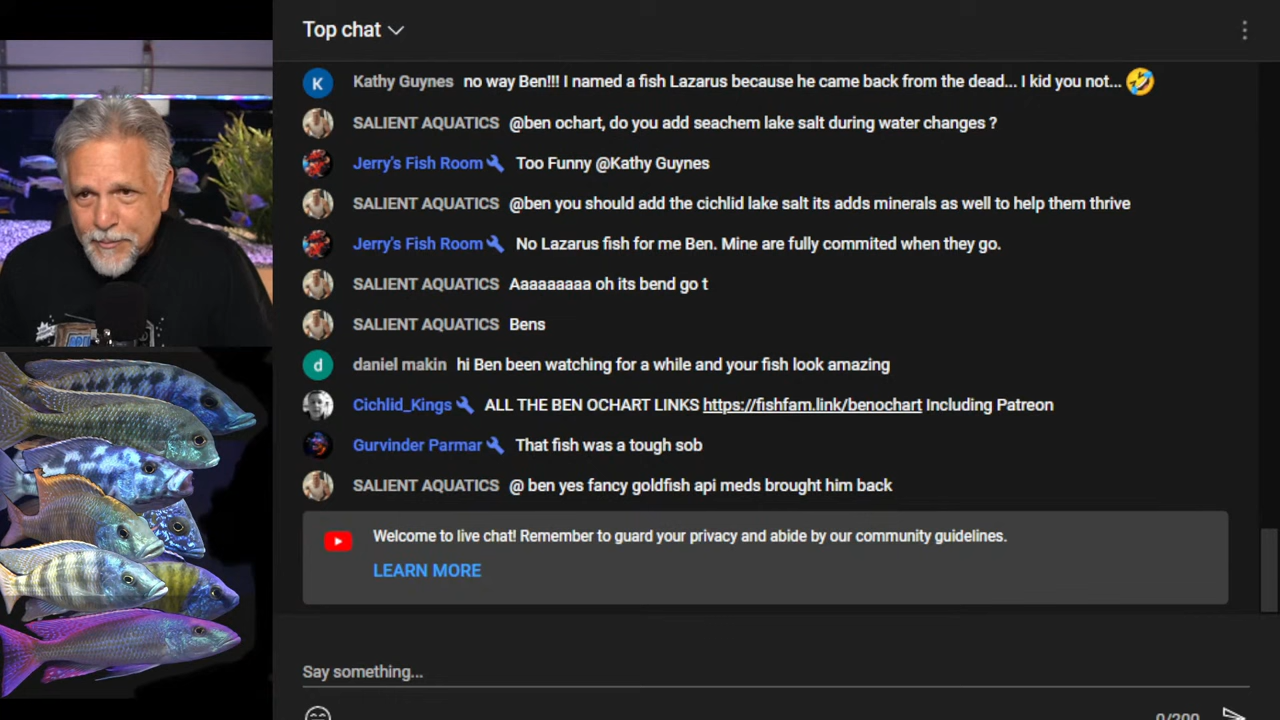 Top chat
Kathy Guynes no way Ben!!! I named a fish Lazarus because he came back from the dead... I kid you not... 🤣
SALIENT AQUATICS @ben ochart, do you add seachem lake salt during water changes ?
Jerry's Fish Room Too Funny @Kathy Guynes
SALIENT AQUATICS @ben you should add the cichlid lake salt its adds minerals as well to help them thrive
Jerry's Fish Room No Lazarus fish for me Ben. Mine are fully commited when they go.
SALIENT AQUATICS Aaaaaaaaa oh its bend go t
SALIENT AQUATICS Bens
d daniel makin hi Ben been watching for a while and your fish look amazing
Cichlid_Kings ALL THE BEN OCHART LINKS https://fishfam.link/benochart Including Patreon
Gurvinder Parmar That fish was a tough sob
SALIENT AQUATICS @ ben yes fancy goldfish api meds brought him back
Welcome to live chat! Remember to guard your privacy and abide by our community guidelines.
LEARN MORE
Say something...
0/200